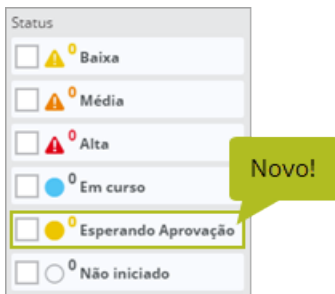 Status
0 Baixa
0 Média
0 Alta
Novo!
0 Em curso
0 Esperando Aprovação
0 Não iniciado